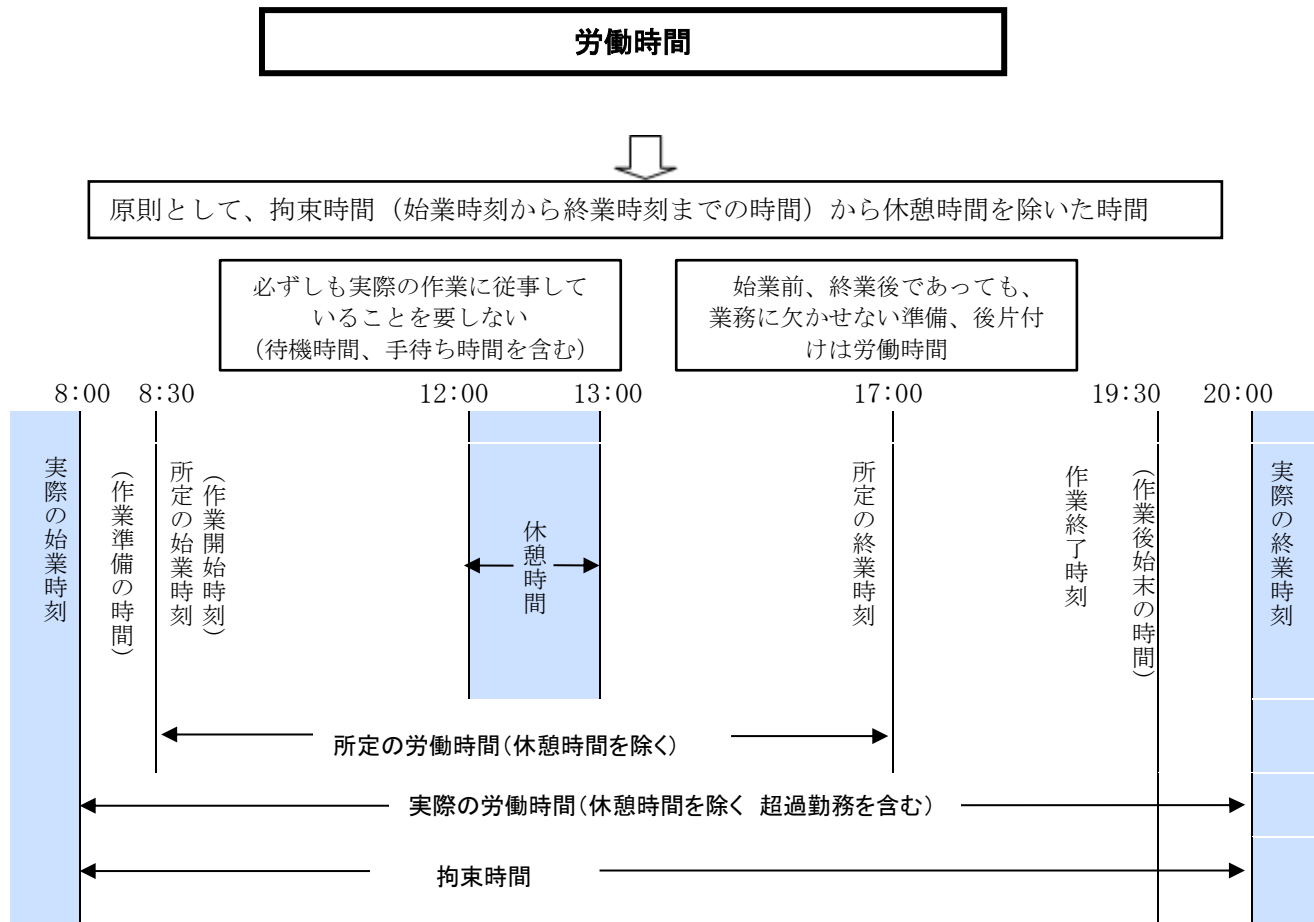 労働時間
原則として、拘束時間（始業時刻から終業時刻までの時間）から休憩時間を除いた時間
必ずしも実際の作業に従事して
いることを要しない
（待機時間、手待ち時間を含む）
始業前、終業後であっても、
業務に欠かせない準備、後片付
けは労働時間
8:00 8:30 12:00 13:00 17:00 19:30 20:00
実際の始業時刻
（作業準備の時間）
所定の始業時刻
（作業開始時刻）
休憩時間
所定の終業時刻
作業終了時刻
（作業後始末の時間）
実際の終業時刻
所定の労働時間（休憩時間を除く）
実際の労働時間（休憩時間を除く 超過勤務を含む）
拘束時間